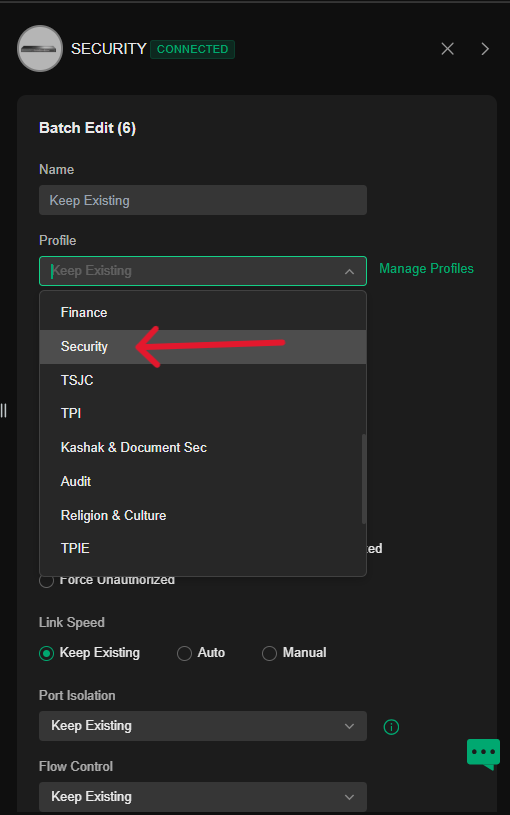 SECURITY CONNECTED
Batch Edit (6)
Name
Keep Existing
Profile
Keep Existing
Manage Profiles
Finance
Security
TSJC
TPI
Kashak & Document Sec
Audit
Religion & Culture
TPIE
Force Unauthorized
Link Speed
Keep Existing Auto Manual
Port Isolation
Keep Existing
Flow Control
Keep Existing